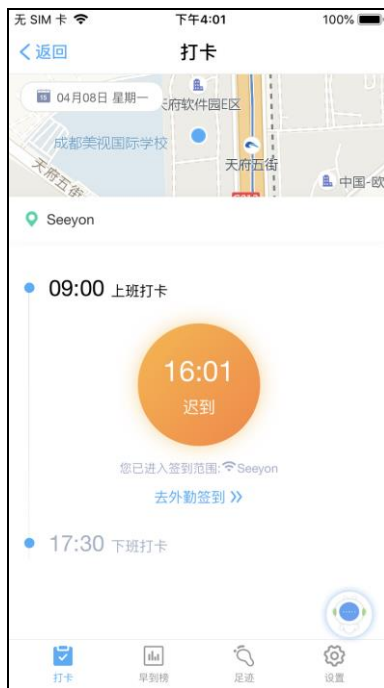 无 SIM 卡
下午4:01
100%
返回
打卡
04月08日 星期一
天府软件园E区
成都美视国际学校
天府五街
天府五街
中国-欧
Seeyon
09:00 上班打卡
16:01
迟到
您已进入签到范围: Seeyon
去外勤签到
17:30 下班打卡
打卡
早到榜
足迹
设置